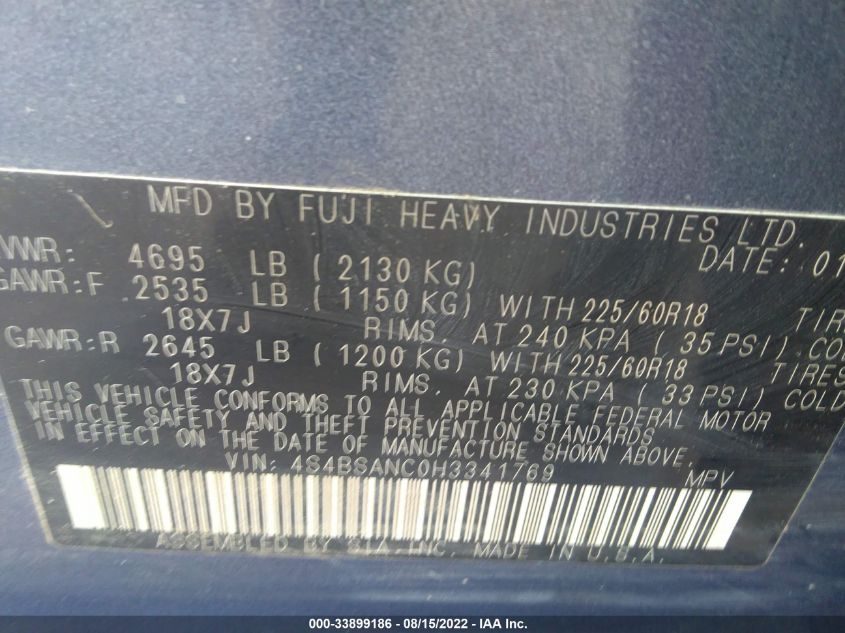 MFD BY FUJI HEAVY INDUSTRIES LTD.
VWR: 4695 LB ( 2130 KG) DATE: 01
GAWR:F 2535 LB ( 1150 KG) WITH 225/60R18 TIRE
18X7J RIMS, AT 240 KPA ( 35 PSI) COL
GAWR:R 2645 LB ( 1200 KG) WITH 225/60R18 TIRES
18X7J RIMS, AT 230 KPA ( 33 PSI) COLD
THIS VEHICLE CONFORMS TO ALL APPLICABLE FEDERAL MOTOR
VEHICLE SAFETY AND THEFT PREVENTION STANDARDS
IN EFFECT ON THE DATE OF MANUFACTURE SHOWN ABOVE.
VIN: 4S4BSANC0H3341769 MPV
ASSEMBLED BY SIA, INC. MADE IN U.S.A.
000-33899186 - 08/15/2022 - IAA Inc.